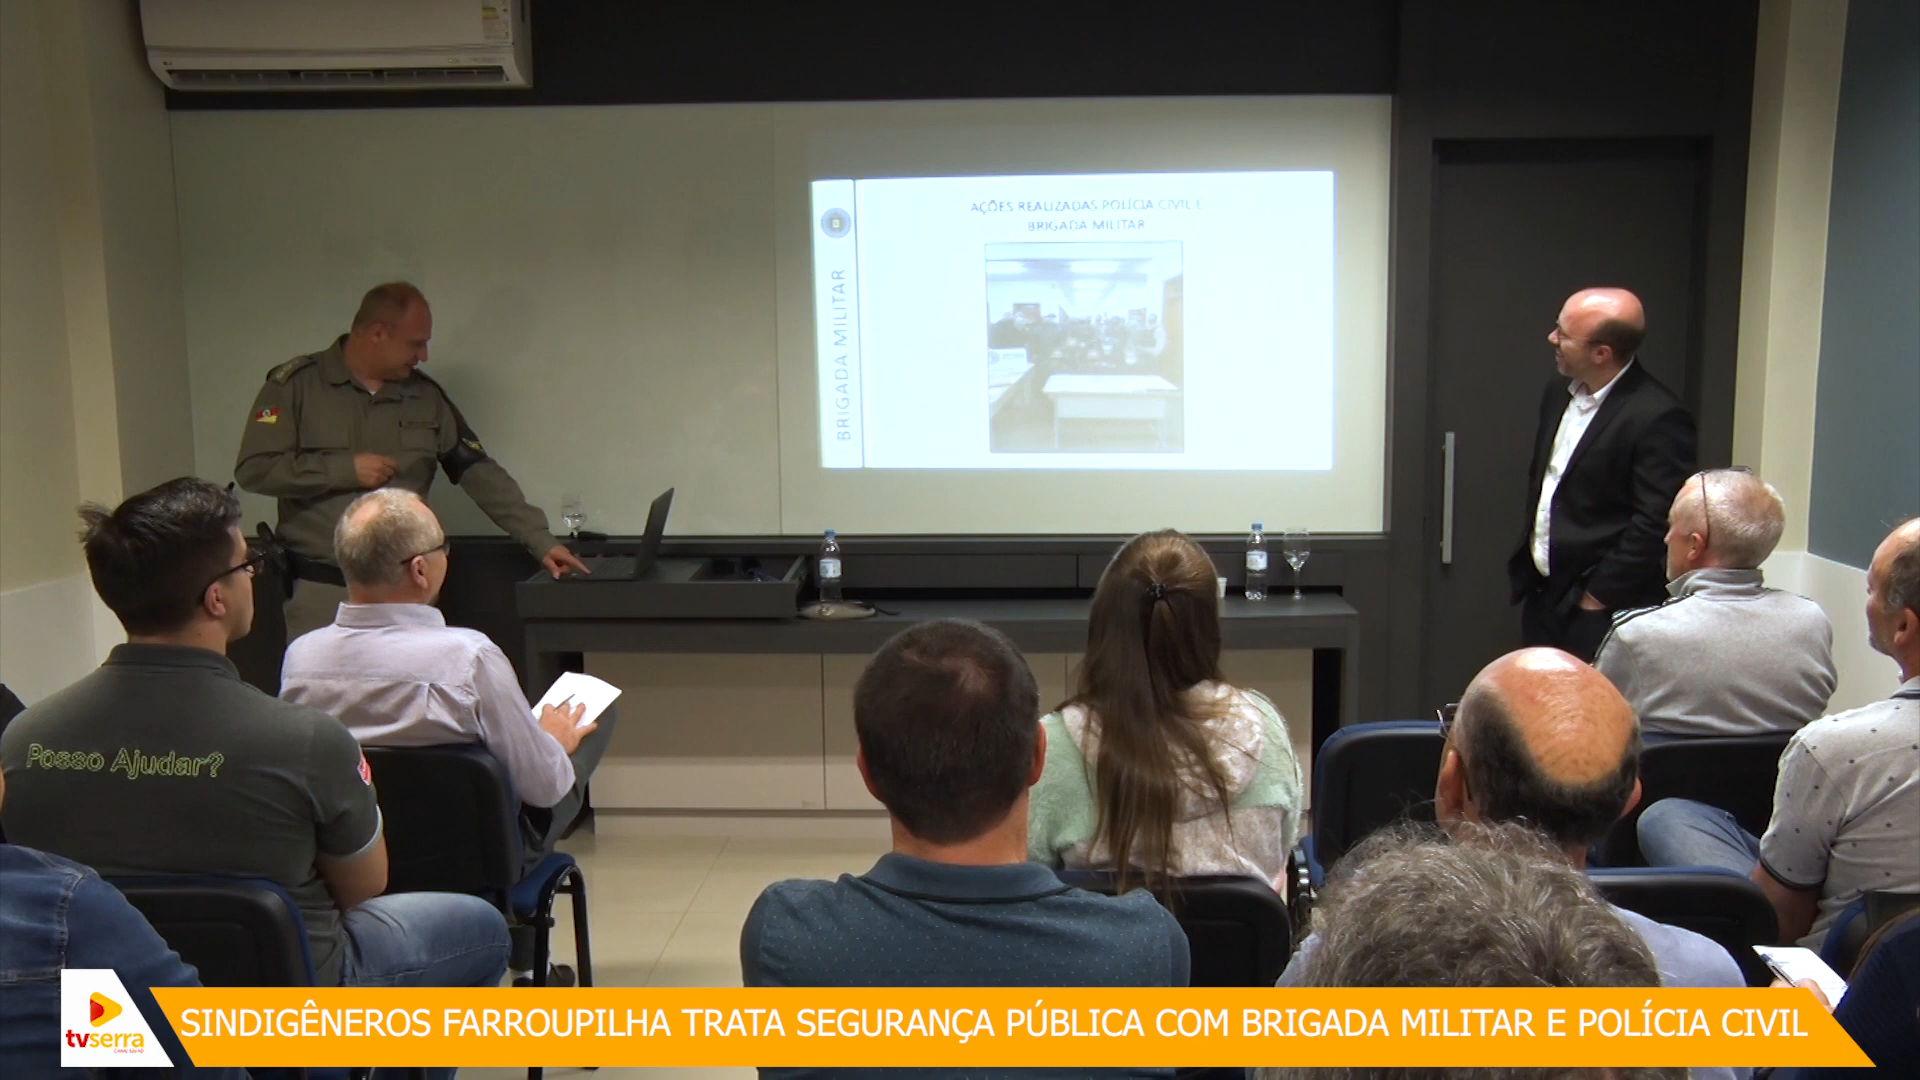 AÇÕES REALIZADAS POLÍCIA CIVIL E
BRIGADA MILITAR
BRIGADA MILITAR
Posso Ajudar?
tvserra
SINDIGÊNEROS FARROUPILHA TRATA SEGURANÇA PÚBLICA COM BRIGADA MILITAR E POLÍCIA CIVIL